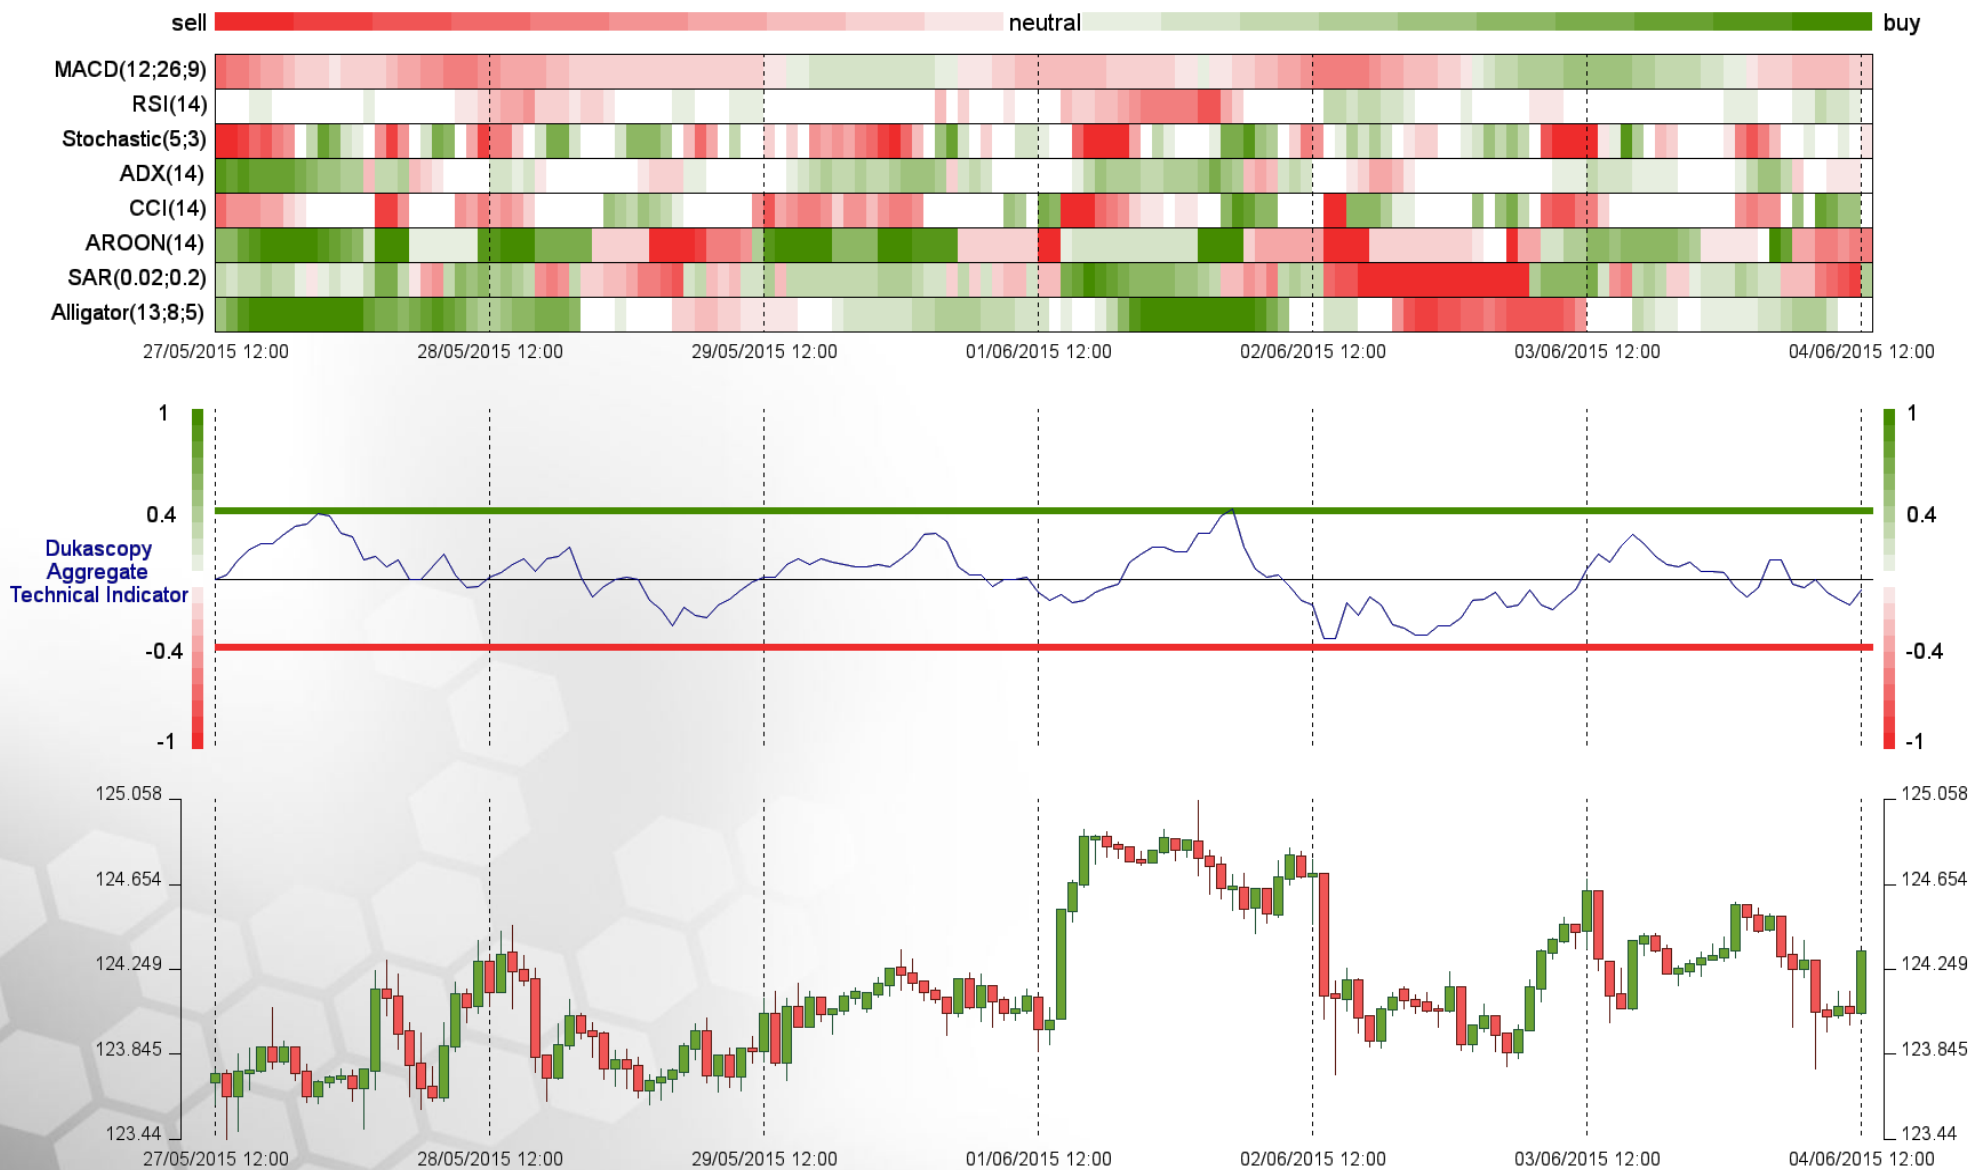 sell neutral buy
MACD(12;26;9)
RSI(14)
Stochastic(5;3)
ADX(14)
CCI(14)
AROON(14)
SAR(0.02;0.2)
Alligator(13;8;5)
27/05/2015 12:00 28/05/2015 12:00 29/05/2015 12:00 01/06/2015 12:00 02/06/2015 12:00 03/06/2015 12:00 04/06/2015 12:00
1 1
0.4 0.4
Dukascopy
Aggregate
Technical Indicator
-0.4 -0.4
-1 -1
125.058 125.058
124.654 124.654
124.249 124.249
123.845 123.845
123.44 123.44
27/05/2015 12:00 28/05/2015 12:00 29/05/2015 12:00 01/06/2015 12:00 02/06/2015 12:00 03/06/2015 12:00 04/06/2015 12:00